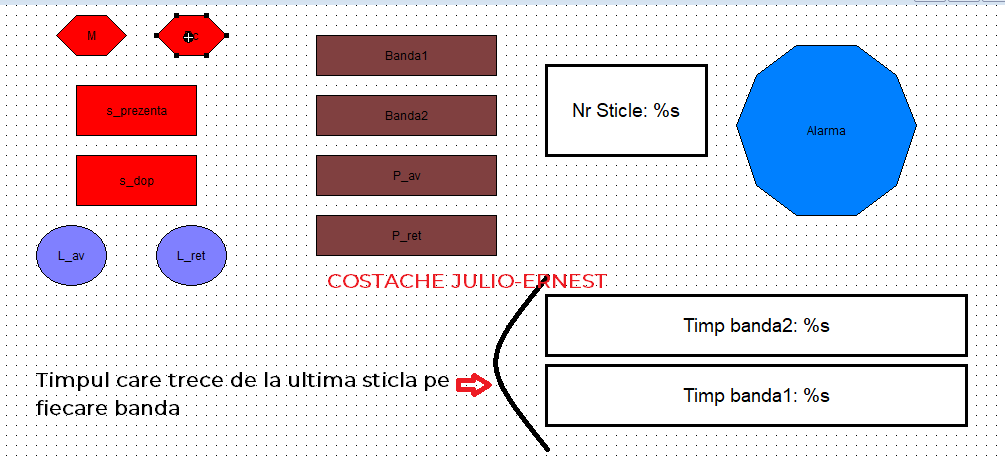 M
s_prezenta
s_dop
L_av
L_ret
Banda1
Banda2
P_av
P_ret
Nr Sticle: %s
Alarma
COSTACHE JULIO-ERNEST
Timp banda2: %s
Timp banda1: %s
Timpul care trece de la ultima sticla pe
fiecare banda